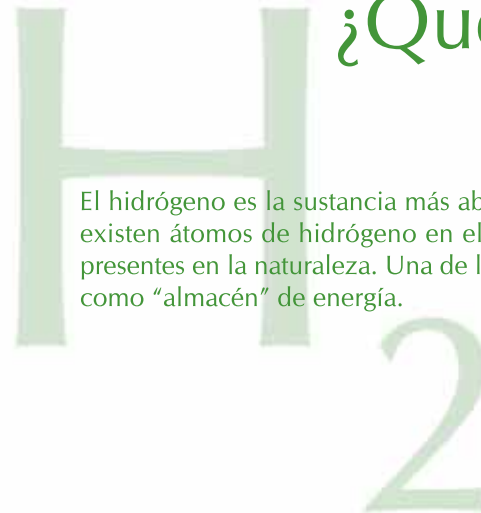 ¿Qu
El hidrógeno es la sustancia más ab
existen átomos de hidrógeno en el
presentes en la naturaleza. Una de l
como “almacén” de energía.
H
2